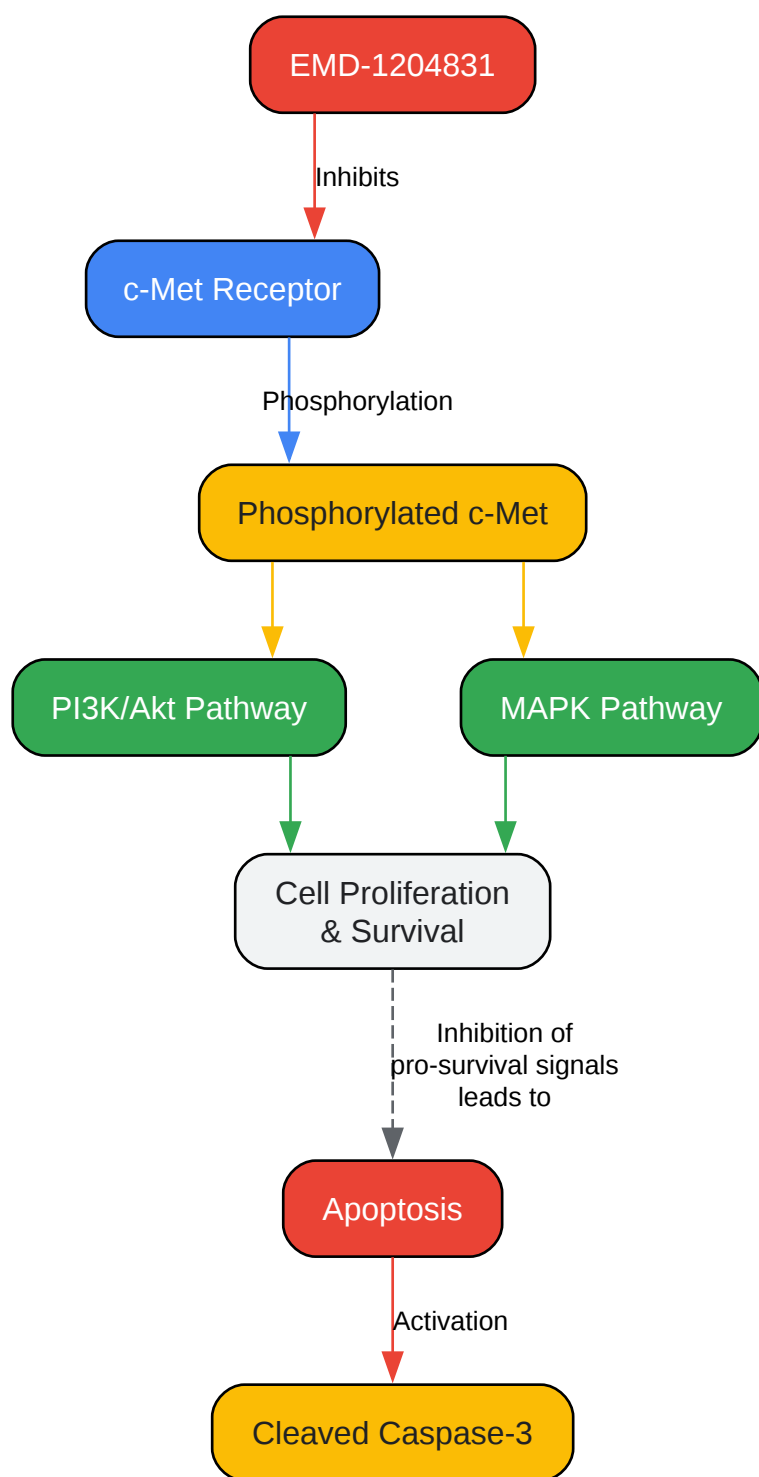 EMD-1204831
Inhibits
c-Met Receptor
Phosphorylation
Phosphorylated c-Met
PI3K/Akt Pathway
MAPK Pathway
Cell Proliferation
& Survival
Inhibition of
pro-survival signals
leads to
Apoptosis
Activation
Cleaved Caspase-3